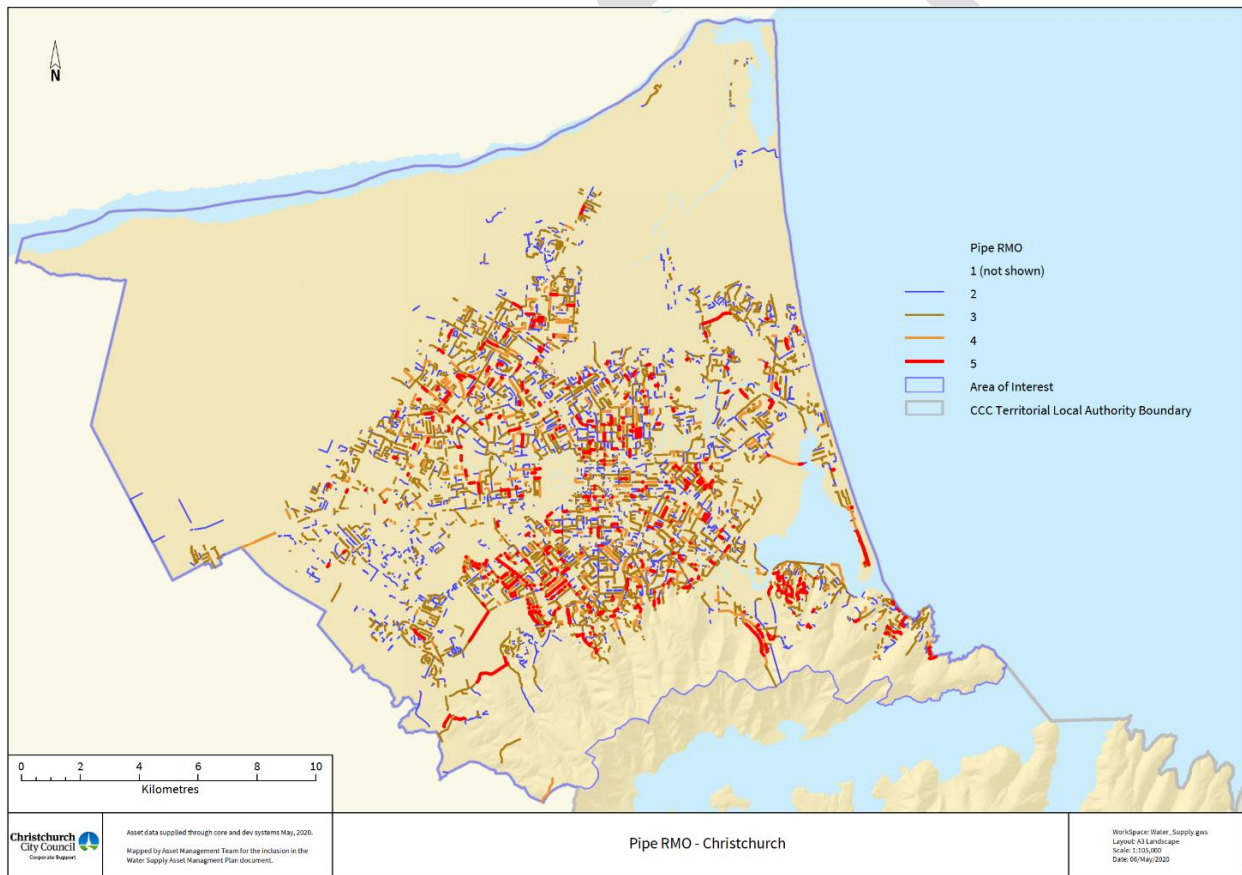 N
Pipe RMO
1 (not shown)
2
3
4
5
Area of Interest
CCC Territorial Local Authority Boundary
0 2 4 6 8 10
Kilometres
Christchurch
City Council
Corporate Support
Asset data supplied through core and dev systems May, 2020.
Mapped by Asset Management Team for the inclusion in the
Water Supply Asset Managment Plan document.
Pipe RMO - Christchurch
WorkSpace: Water_Supply.gws
Layout: A3 Landscape
Scale: 1:105,000
Date: 06/May/2020